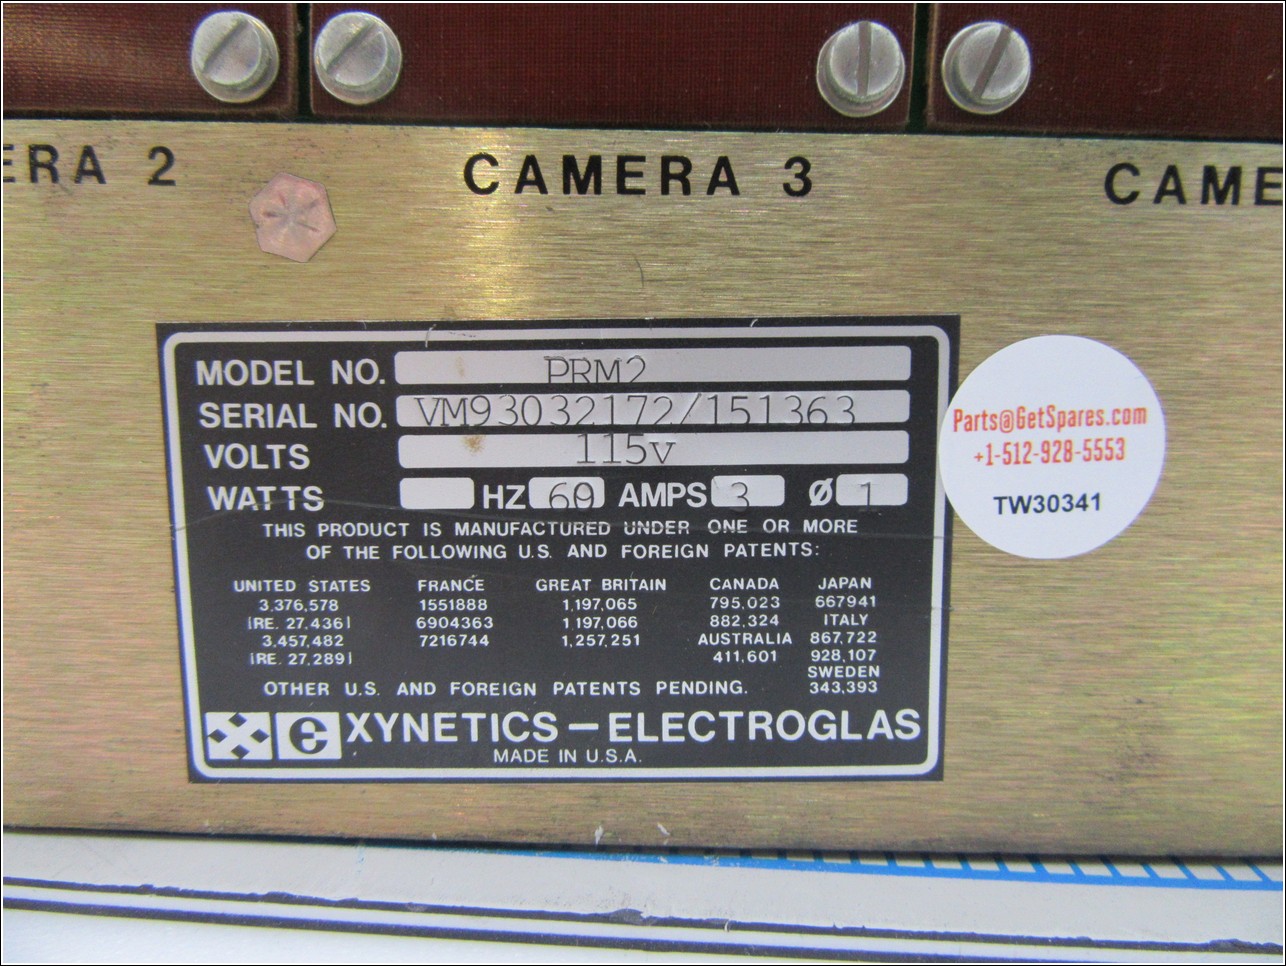 ERA 2
CAMERA 3
CAME
MODEL NO. PRM2
SERIAL NO. VM93032172/151363
VOLTS 115v
WATTS HZ 60 AMPS 3 Ø 1
THIS PRODUCT IS MANUFACTURED UNDER ONE OR MORE
OF THE FOLLOWING U.S. AND FOREIGN PATENTS:
UNITED STATES FRANCE GREAT BRITAIN CANADA JAPAN
3,376,578 1551888 1,197,065 795,023 667941
|RE. 27,436| 6904363 1,197,066 882,324 ITALY
3,457,482 7216744 1,257,251 AUSTRALIA 867,722
|RE. 27,289| 411,601 928,107
SWEDEN
OTHER U.S. AND FOREIGN PATENTS PENDING. 343,393
e XYNETICS-ELECTROGLAS
MADE IN U.S.A.
Parts@GetSpares.com
+1-512-928-5553
TW30341